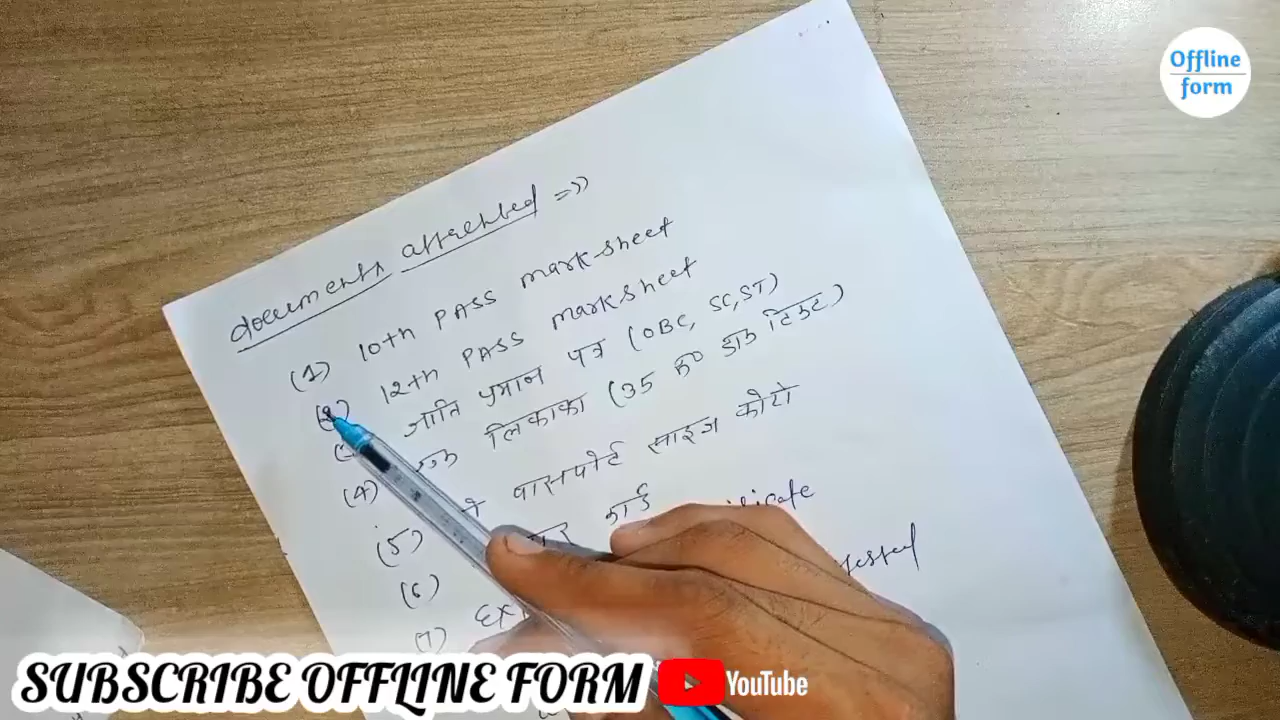 Offline
form
documents attached =>>
(1) 10th PASS mark-sheet
(2) 12th PASS marksheet
जाति प्रमाण पत्र (OBC, SC, ST)
(4) एक लिफाफा (35 का डाक टिकट)
(5) पासपोर्ट साइज फोटो
(6) कार्ड
(7)
SUBSCRIBE OFFLINE FORM YouTube